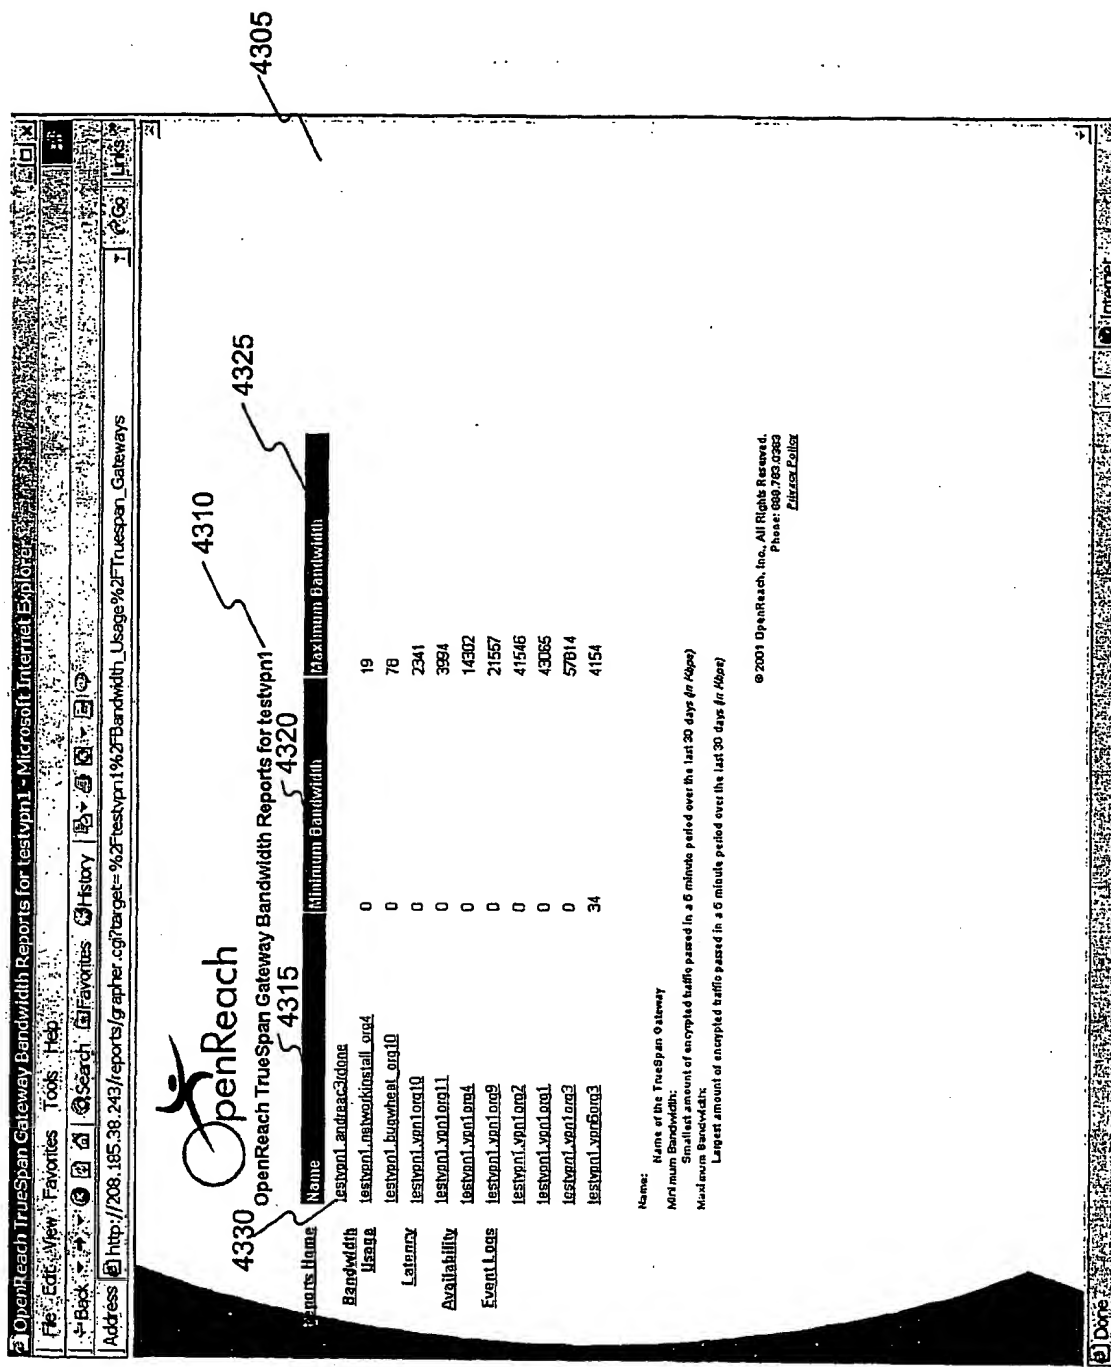 OpenReach TrueSpan Gateway Bandwidth Reports for testvpn1 - Microsoft Internet Explorer
File Edit View Favorites Tools Help
Back Search Favorites History
Address http://208.185.38.243/reports/grapher.cgi?target=%2Ftestvpn1%2FBandwidth_Usage%2FTruespan_Gateways Go Links
4305
OpenReach
4310
OpenReach TrueSpan Gateway Bandwidth Reports for testvpn1
4330 4315 4320 4325
Reports Home
Bandwidth Usage
Latency
Availability
Event Logs
Name Minimum Bandwidth Maximum Bandwidth
testvpn1.andreac3rdone
testvpn1.networkinstall_org4 0 19
testvpn1.bugwheat_org10 0 78
testvpn1.vpn1org10 0 2341
testvpn1.vpn1org11 0 3994
testvpn1.vpn1org4 0 14302
testvpn1.vpn1org9 0 21557
testvpn1.vpn1org2 0 41546
testvpn1.vpn1org1 0 43065
testvpn1.vpn1org3 0 57814
testvpn1.vpn6org3 34 4154
Name:
Name of the TrueSpan Gateway
Minimum Bandwidth:
Smallest amount of encrypted traffic passed in a 5 minute period over the last 30 days (in Kbps)
Maximum Bandwidth:
Largest amount of encrypted traffic passed in a 5 minute period over the last 30 days (in Kbps)
© 2001 OpenReach, Inc., All Rights Reserved.
Phone: 888.783.0383
Privacy Policy
Done Internet